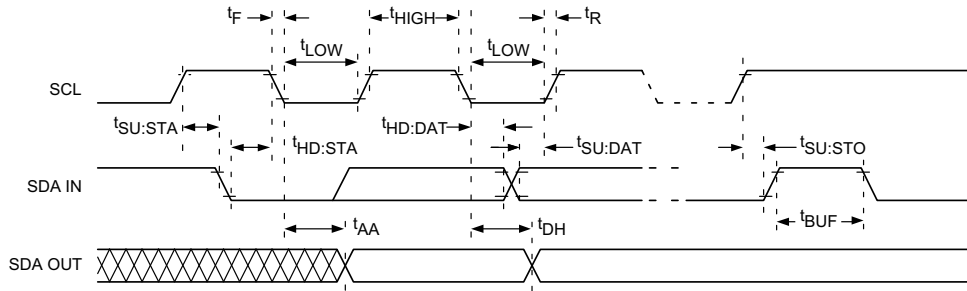 tF
tHIGH
tR
tLOW
tLOW
SCL
tSU:STA
tHD:STA
tHD:DAT
tSU:DAT
tSU:STO
SDA IN
tAA
tDH
tBUF
SDA OUT